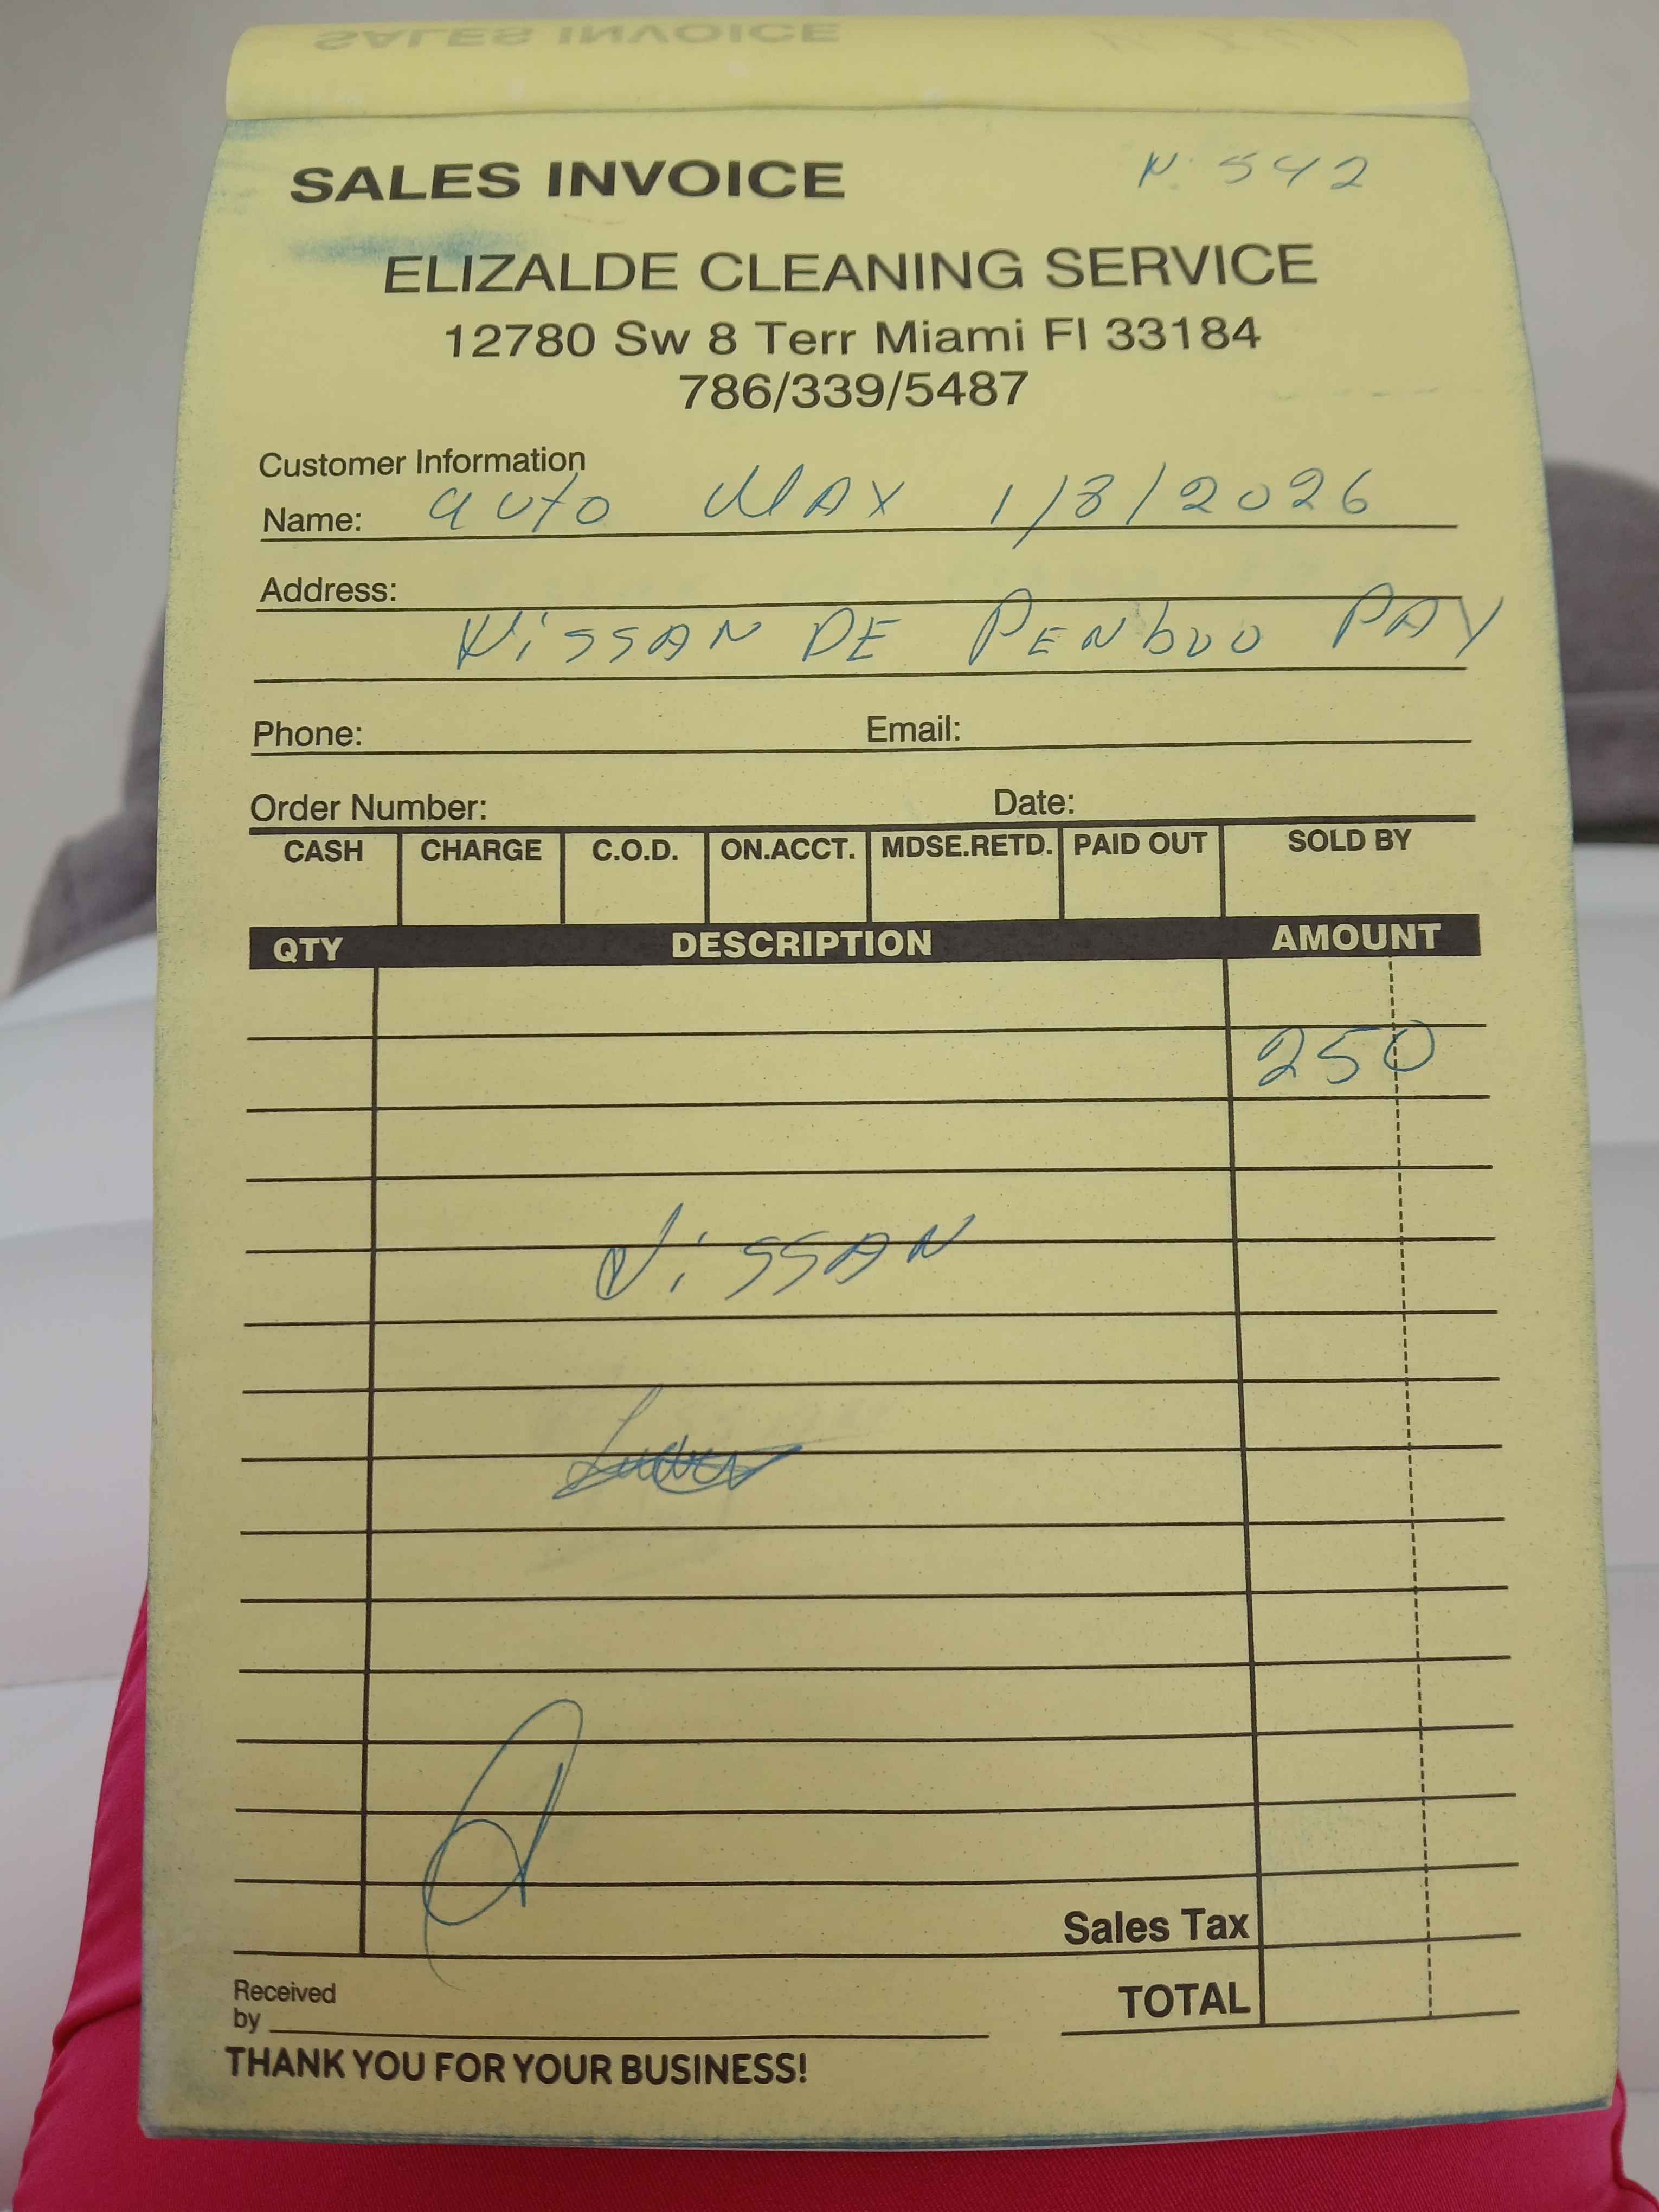 SALES INVOICE N. 542
ELIZALDE CLEANING SERVICE
12780 Sw 8 Terr Miami Fl 33184
786/339/5487
Customer Information
Name: auto MAX 1/8/2026
Address:
NiSSAN DE PENbUO PAY
Phone: Email:
Order Number: Date:
CASH CHARGE C.O.D. ON.ACCT. MDSE.RETD. PAID OUT SOLD BY
QTY DESCRIPTION AMOUNT
250
NiSSAN
Sales Tax
Received
by
TOTAL
THANK YOU FOR YOUR BUSINESS!